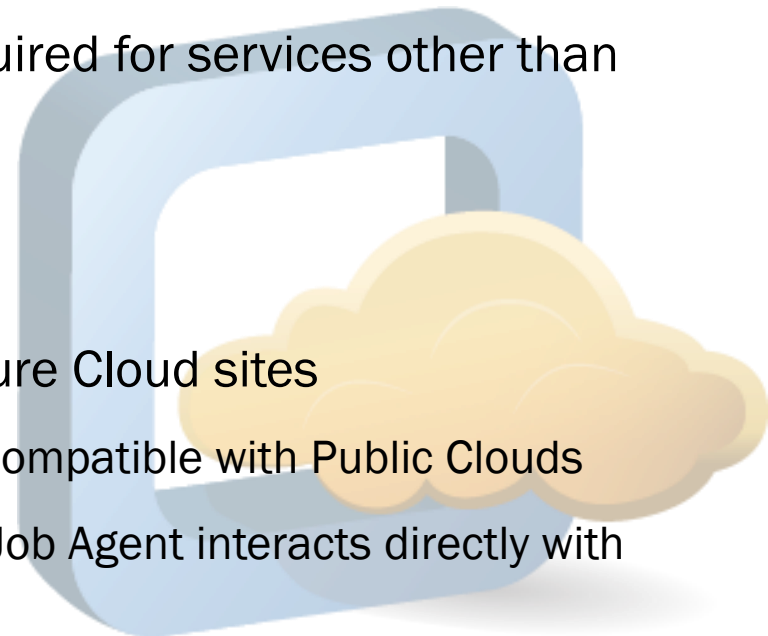 uired for services other than
ure Cloud sites
ompatible with Public Clouds
Job Agent interacts directly with